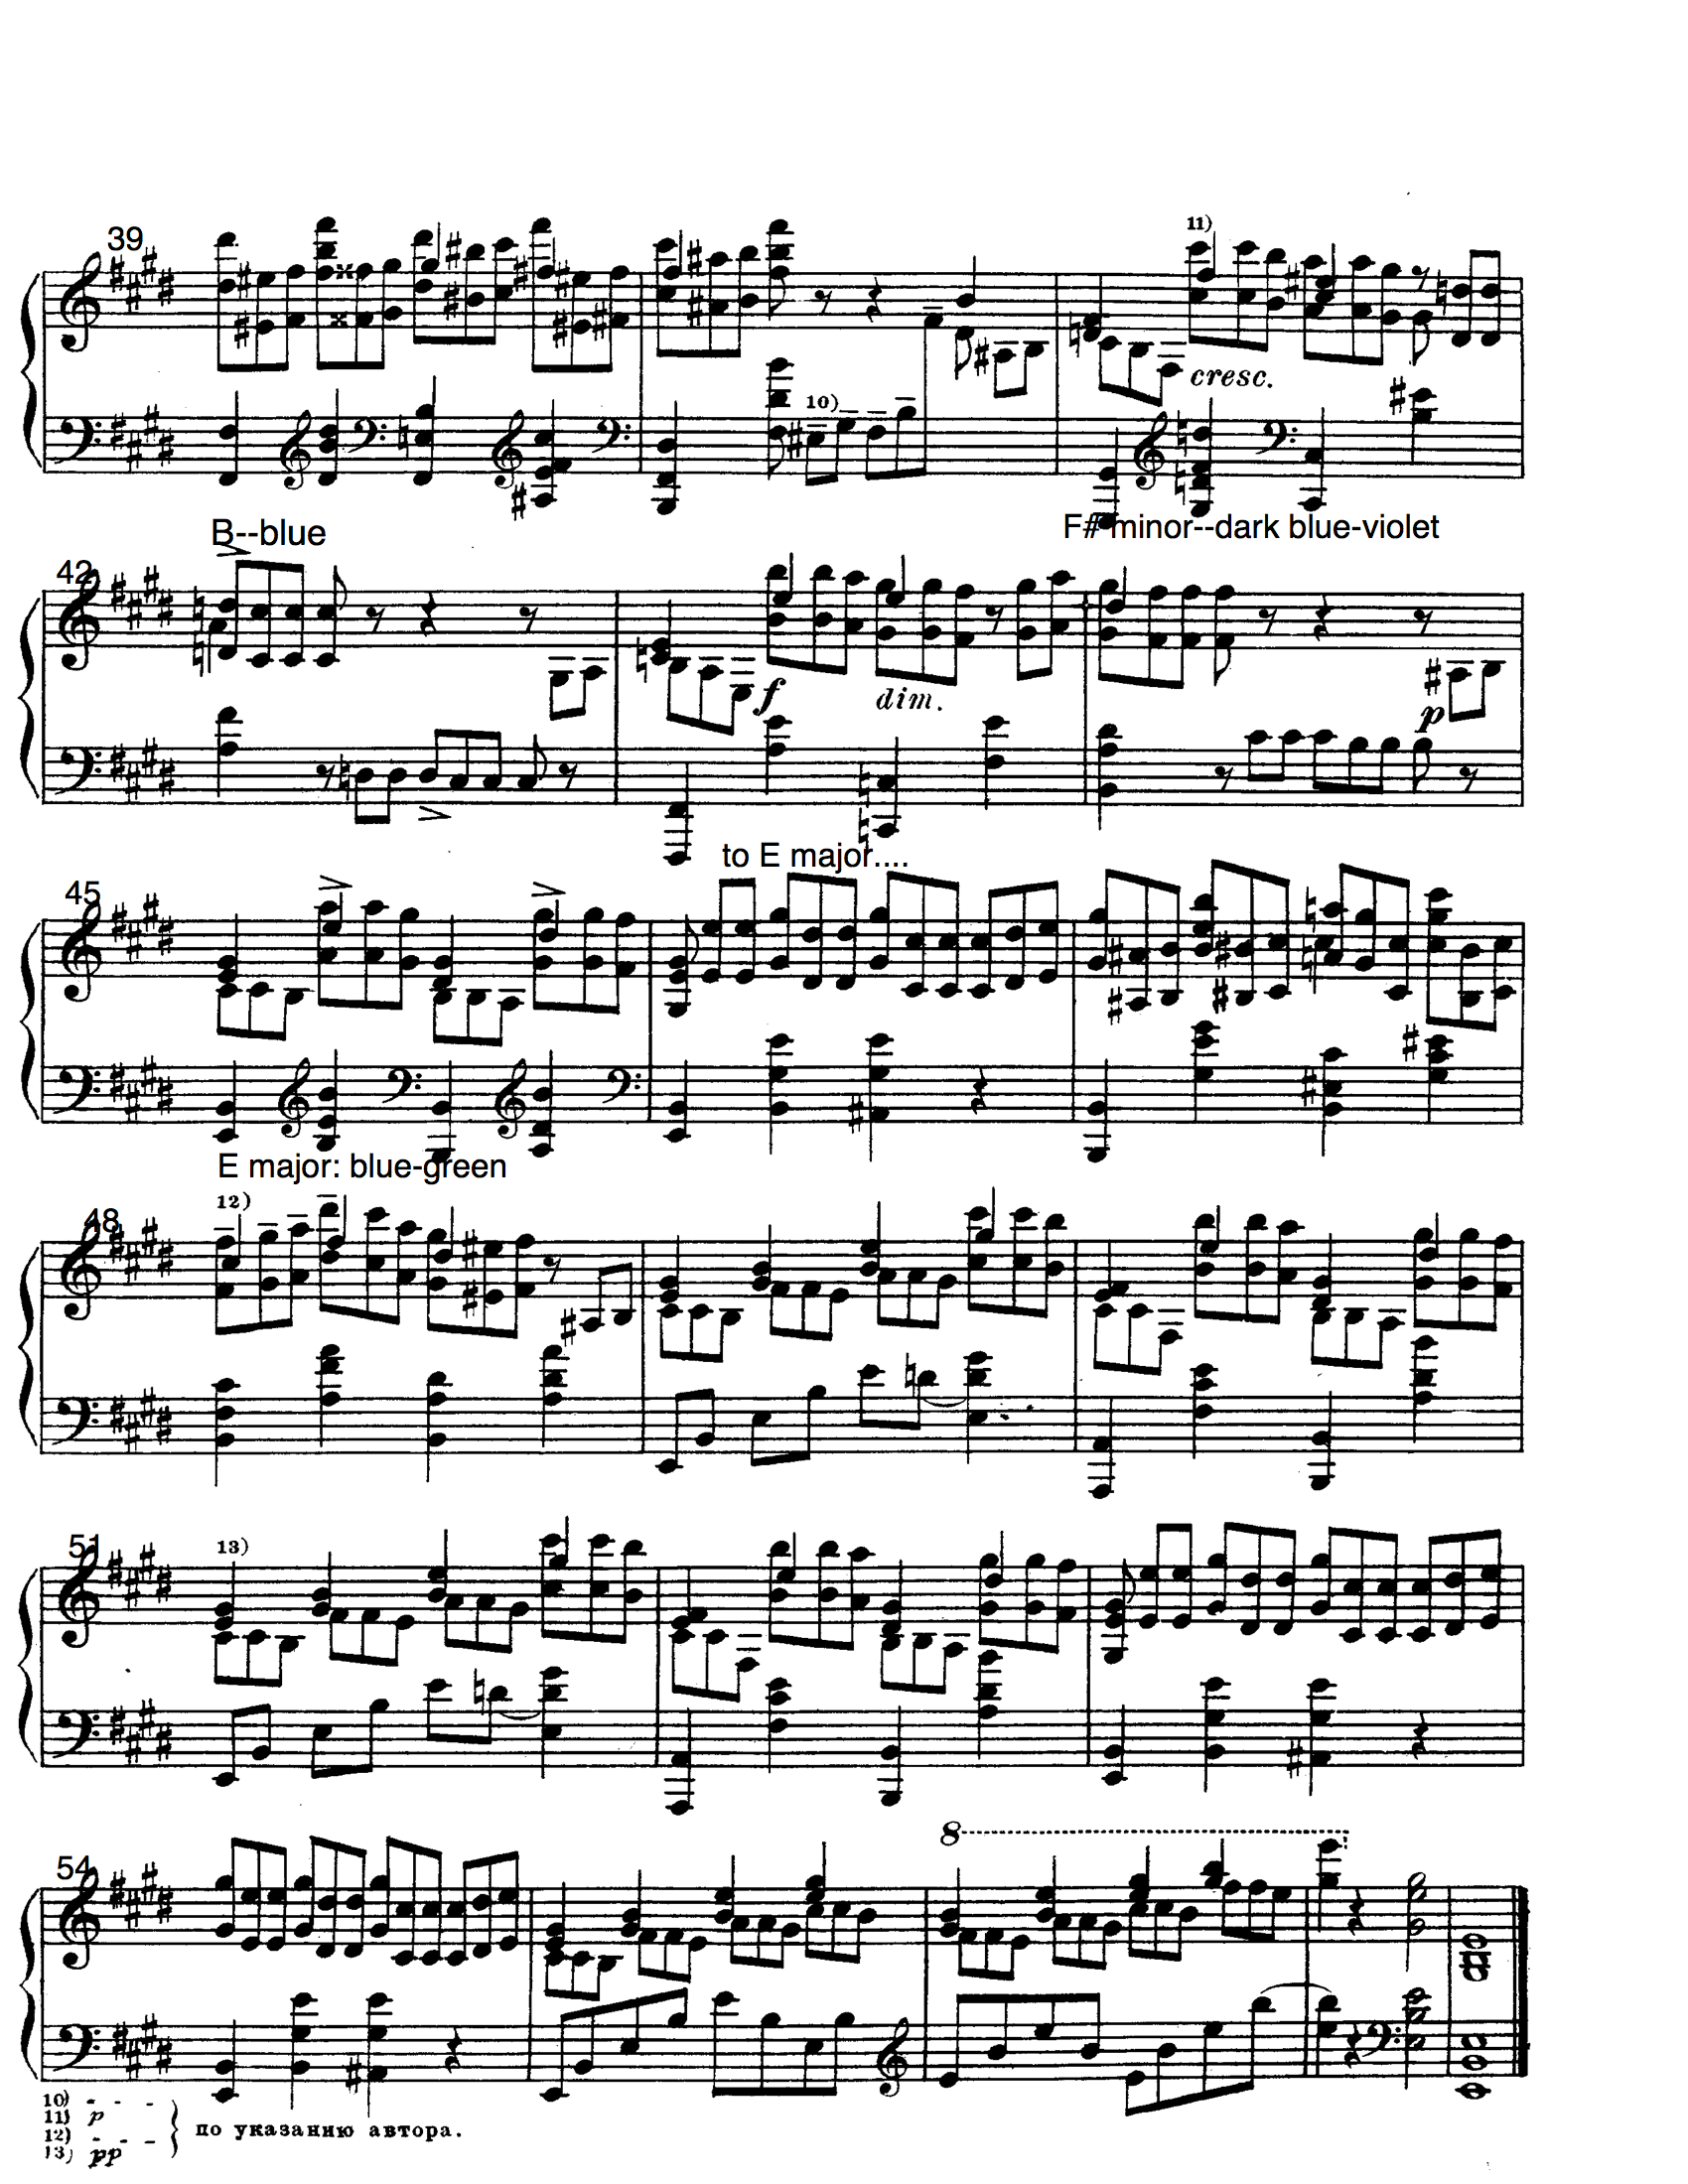 39
11)
10)
cresc.
B--blue
F# minor--dark blue-violet
42
f
dim.
p
to E major....
45
E major: blue-green
12)
48
13)
51
8
54
10) - - -
11) p
12) - - -
13) pp
по указанию автора.